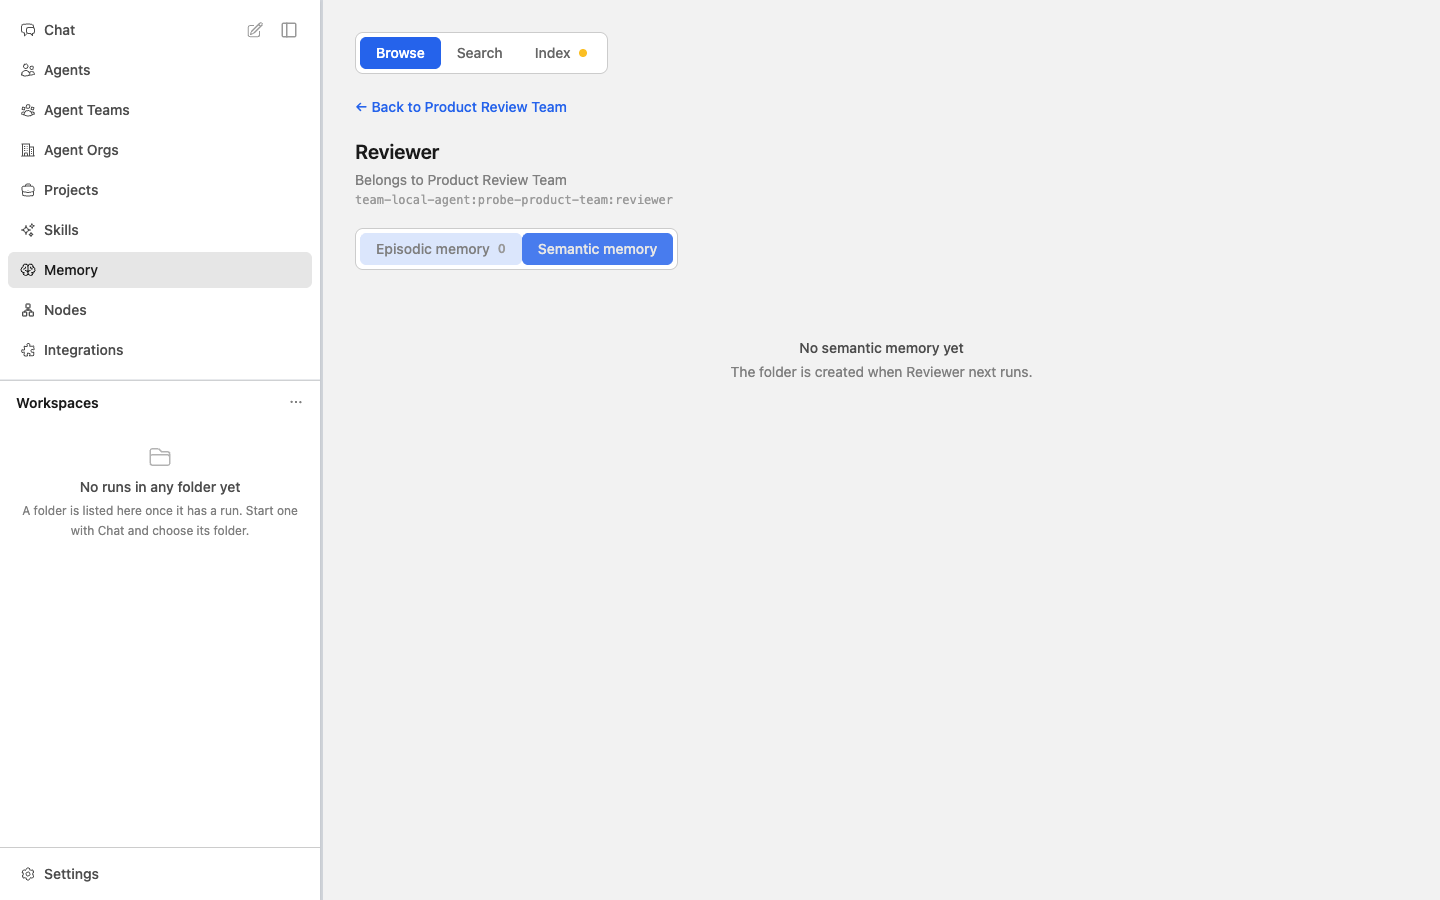 Chat
Agents
Agent Teams
Agent Orgs
Projects
Skills
Memory
Nodes
Integrations
Workspaces
No runs in any folder yet
A folder is listed here once it has a run. Start one
with Chat and choose its folder.
Settings
Browse Search Index
← Back to Product Review Team
Reviewer
Belongs to Product Review Team
team-local-agent:probe-product-team:reviewer
Episodic memory 0 Semantic memory
No semantic memory yet
The folder is created when Reviewer next runs.